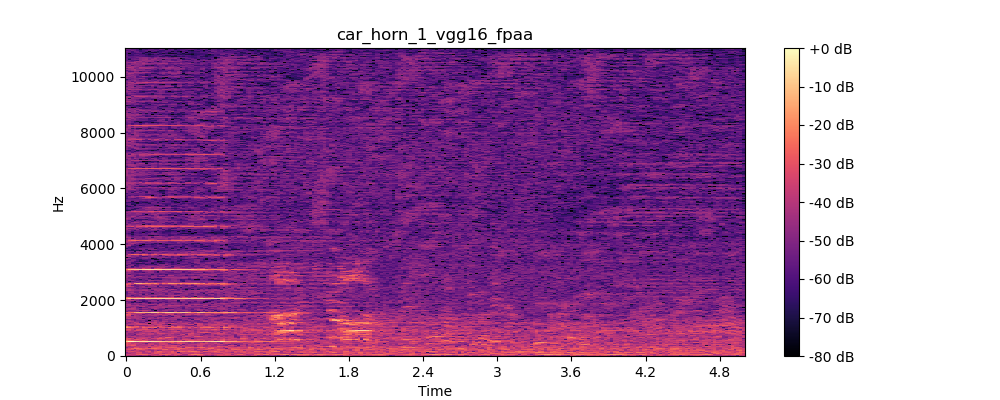 car_horn_1_vgg16_fpaa
Hz
10000
8000
6000
4000
2000
0
0 0.6 1.2 1.8 2.4 3 3.6 4.2 4.8
Time
+0 dB
-10 dB
-20 dB
-30 dB
-40 dB
-50 dB
-60 dB
-70 dB
-80 dB